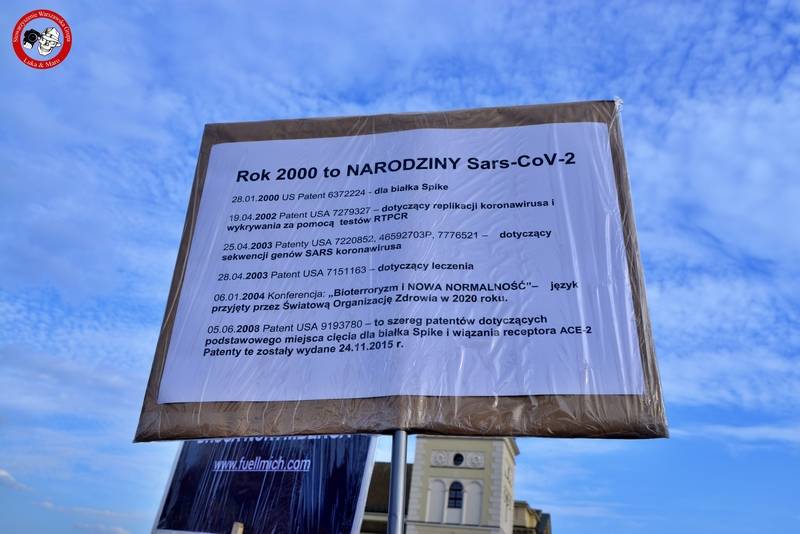 Stowarzyszenie Warszawska Grupa
Luka & Maro
Rok 2000 to NARODZINY Sars-CoV-2
28.01.2000 US Patent 6372224 - dla białka Spike
19.04.2002 Patent USA 7279327 – dotyczący replikacji koronawirusa i
wykrywania za pomocą testów RTPCR
25.04.2003 Patenty USA 7220852, 46592703P, 7776521 – dotyczący
sekwencji genów SARS koronawirusa
28.04.2003 Patent USA 7151163 – dotyczący leczenia
06.01.2004 Konferencja: „Bioterroryzm i NOWA NORMALNOŚĆ”– język
przyjęty przez Światową Organizację Zdrowia w 2020 roku.
05.06.2008 Patent USA 9193780 – to szereg patentów dotyczących
podstawowego miejsca cięcia dla białka Spike i wiązania receptora ACE-2
Patenty te zostały wydane 24.11.2015 r.
www.fuellmich.com